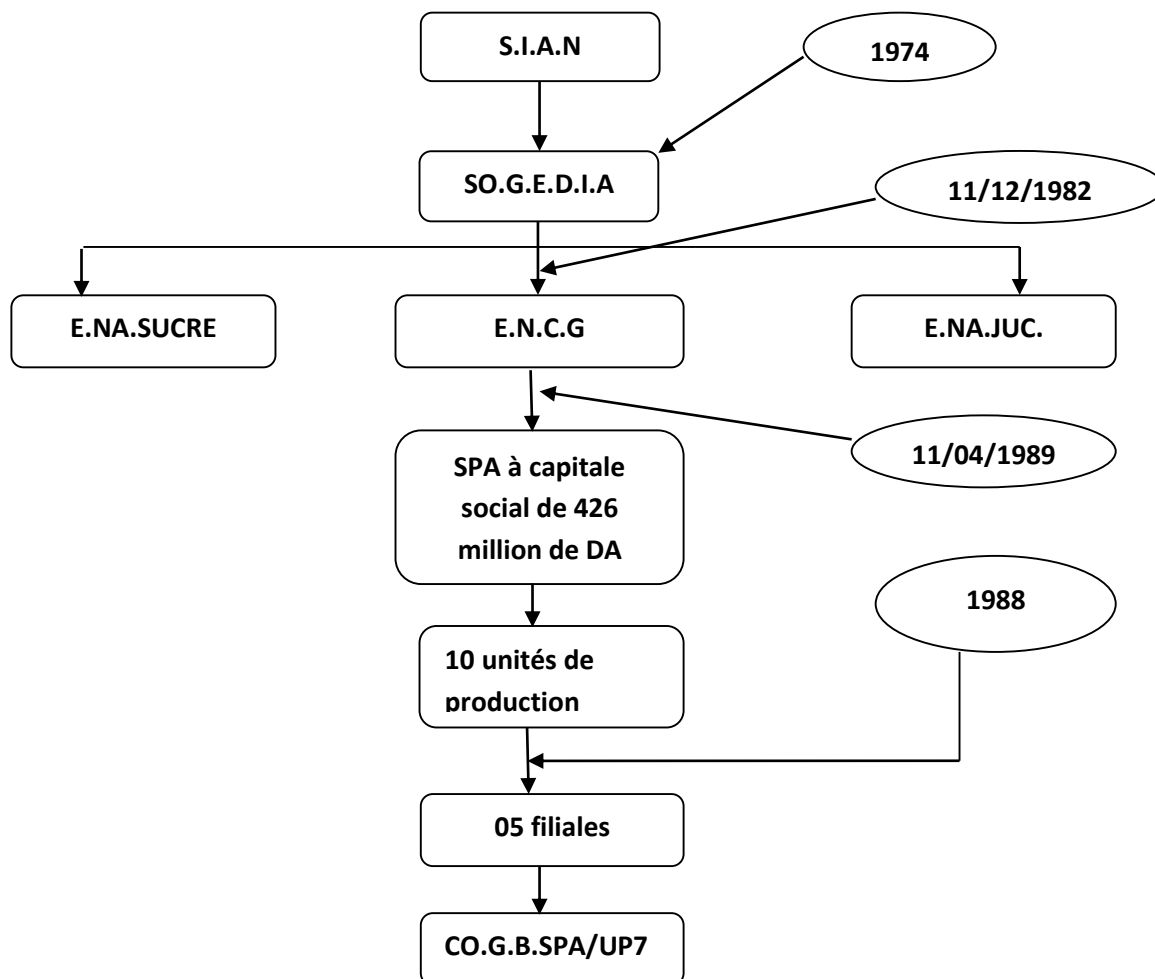 S.I.A.N
1974
SO.G.E.D.I.A
11/12/1982
E.NA.SUCRE
E.N.C.G
E.NA.JUC.
11/04/1989
SPA à capitale
social de 426
million de DA
1988
10 unités de
production
05 filiales
CO.G.B.SPA/UP7